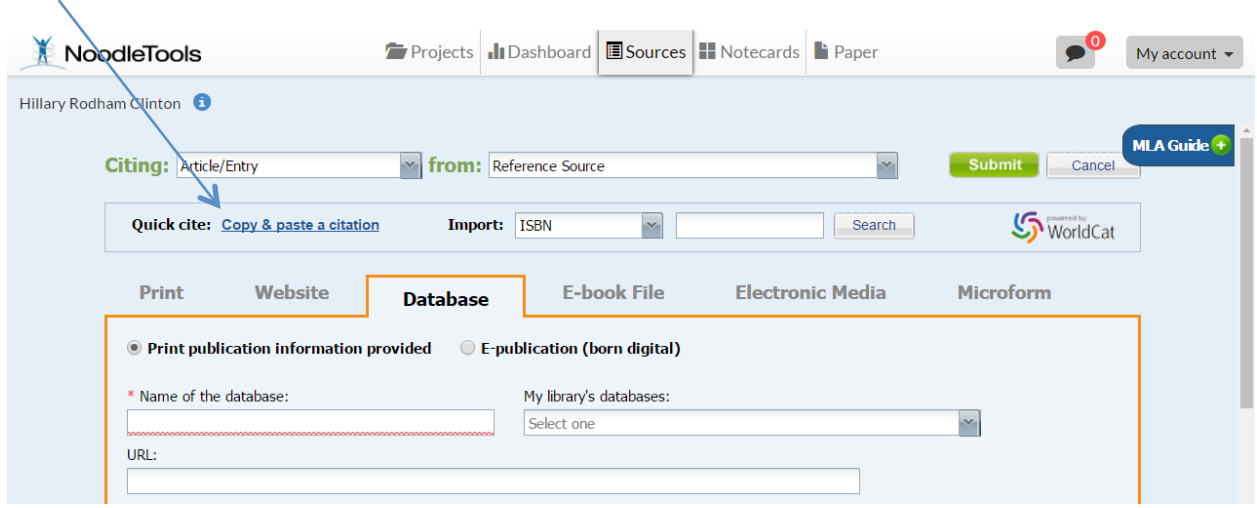 NoodleTools Projects Dashboard Sources Notecards Paper 0 My account
Hillary Rodham Clinton i
MLA Guide +
Citing: Article/Entry from: Reference Source Submit Cancel
Quick cite: Copy & paste a citation Import: ISBN Search powered by WorldCat
Print Website Database E-book File Electronic Media Microform
Print publication information provided E-publication (born digital)
* Name of the database: My library's databases:
Select one
URL: